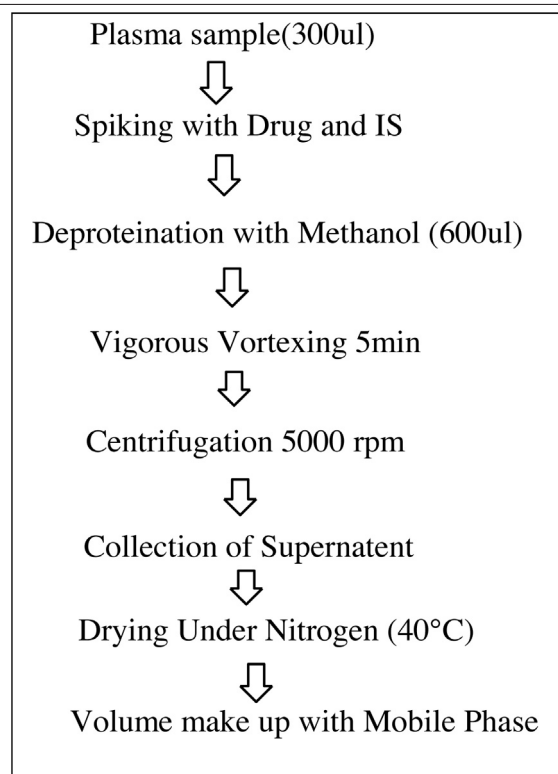 Plasma sample(300ul)
Spiking with Drug and IS
Deproteination with Methanol (600ul)
Vigorous Vortexing 5min
Centrifugation 5000 rpm
Collection of Supernatent
Drying Under Nitrogen (40°C)
Volume make up with Mobile Phase